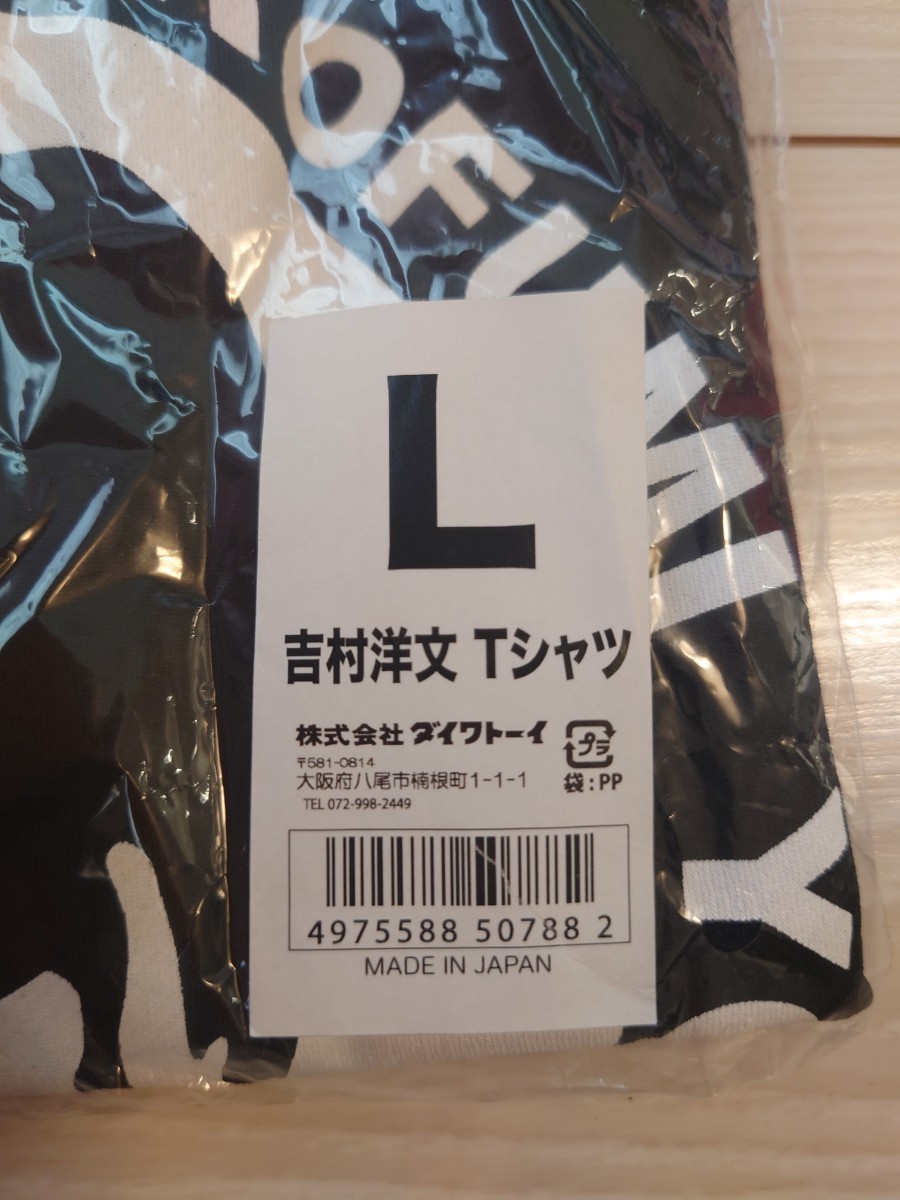 OFUMI
Y
L
吉村洋文 Tシャツ
株式会社 ダイワトーイ
〒581-0814
大阪府八尾市楠根町1-1-1
TEL 072-998-2449
プラ
袋:PP
4975588 50788 2
MADE IN JAPAN